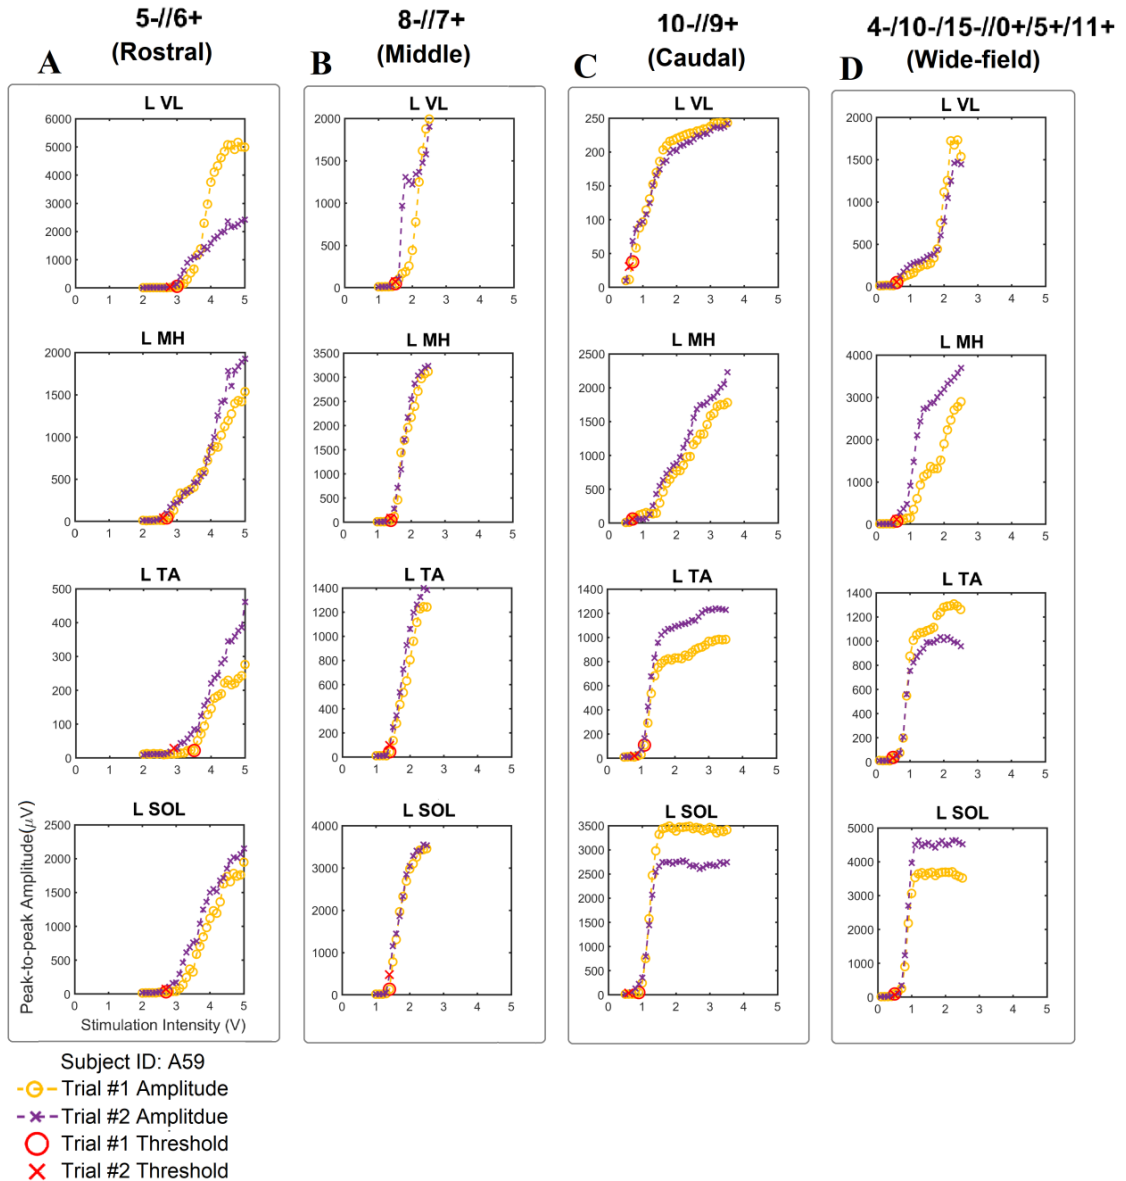 5-//6+
(Rostral)
8-//7+
(Middle)
10-//9+
(Caudal)
4-/10-/15-//0+/5+/11+
(Wide-field)
A
B
C
D
L VL
6000
5000
4000
3000
2000
1000
0
0 1 2 3 4 5
L VL
2000
1500
1000
500
0
0 1 2 3 4 5
L VL
250
200
150
100
50
0
0 1 2 3 4 5
L VL
2000
1500
1000
500
0
0 1 2 3 4 5
L MH
2000
1500
1000
500
0
0 1 2 3 4 5
L MH
3500
3000
2500
2000
1500
1000
500
0
0 1 2 3 4 5
L MH
2500
2000
1500
1000
500
0
0 1 2 3 4 5
L MH
4000
3000
2000
1000
0
0 1 2 3 4 5
L TA
500
400
300
200
100
0
0 1 2 3 4 5
L TA
1400
1200
1000
800
600
400
200
0
0 1 2 3 4 5
L TA
1400
1200
1000
800
600
400
200
0
0 1 2 3 4 5
L TA
1400
1200
1000
800
600
400
200
0
0 1 2 3 4 5
L SOL
2500
2000
1500
1000
500
0
0 1 2 3 4 5
Peak-to-peak Amplitude(μV)
Stimulation Intensity (V)
L SOL
4000
3000
2000
1000
0
0 1 2 3 4 5
L SOL
3500
3000
2500
2000
1500
1000
500
0
0 1 2 3 4 5
L SOL
5000
4000
3000
2000
1000
0
0 1 2 3 4 5
Subject ID: A59
Trial #1 Amplitude
Trial #2 Amplitdue
Trial #1 Threshold
Trial #2 Threshold